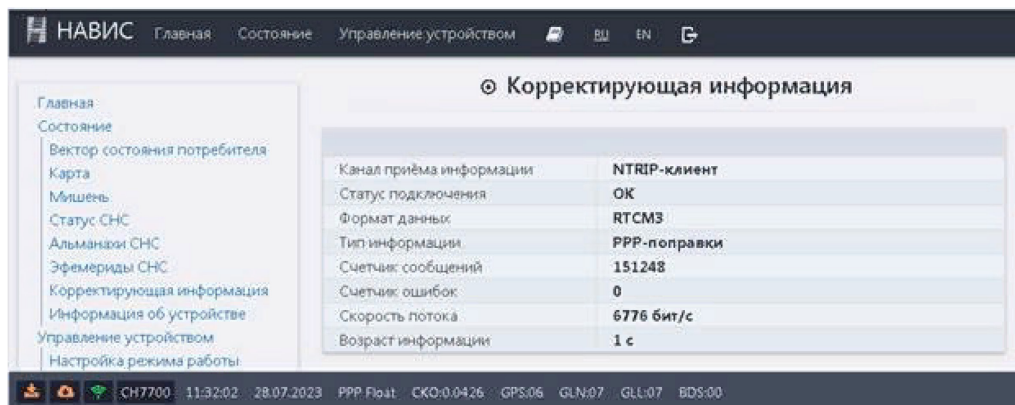 НАВИС Главная Состояние Управление устройством RU EN
Корректирующая информация
Главная
Состояние
Вектор состояния потребителя
Карта
Мишень
Статус СНС
Альманахи СНС
Эфемериды СНС
Корректирующая информация
Информация об устройстве
Управление устройством
Настройка режима работы
Канал приёма информации NTRIP-клиент
Статус подключения ОК
Формат данных RTCM3
Тип информации PPP-поправки
Счетчик сообщений 151248
Счетчик ошибок 0
Скорость потока 6776 бит/с
Возраст информации 1 с
СН7700 11:32:02 28.07.2023 PPP Float СКО:0.0426 GPS:06 GLN:07 GLL:07 BDS:00